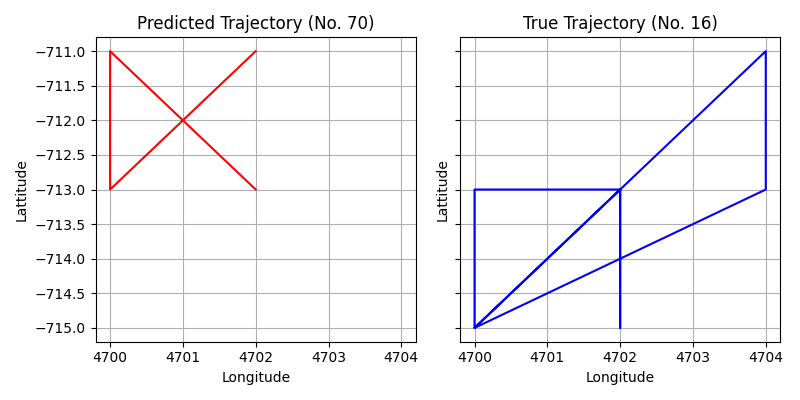 Predicted Trajectory (No. 70)
Lattitude
−711.0
−711.5
−712.0
−712.5
−713.0
−713.5
−714.0
−714.5
−715.0
4700 4701 4702 4703 4704
Longitude
True Trajectory (No. 16)
Lattitude
4700 4701 4702 4703 4704
Longitude